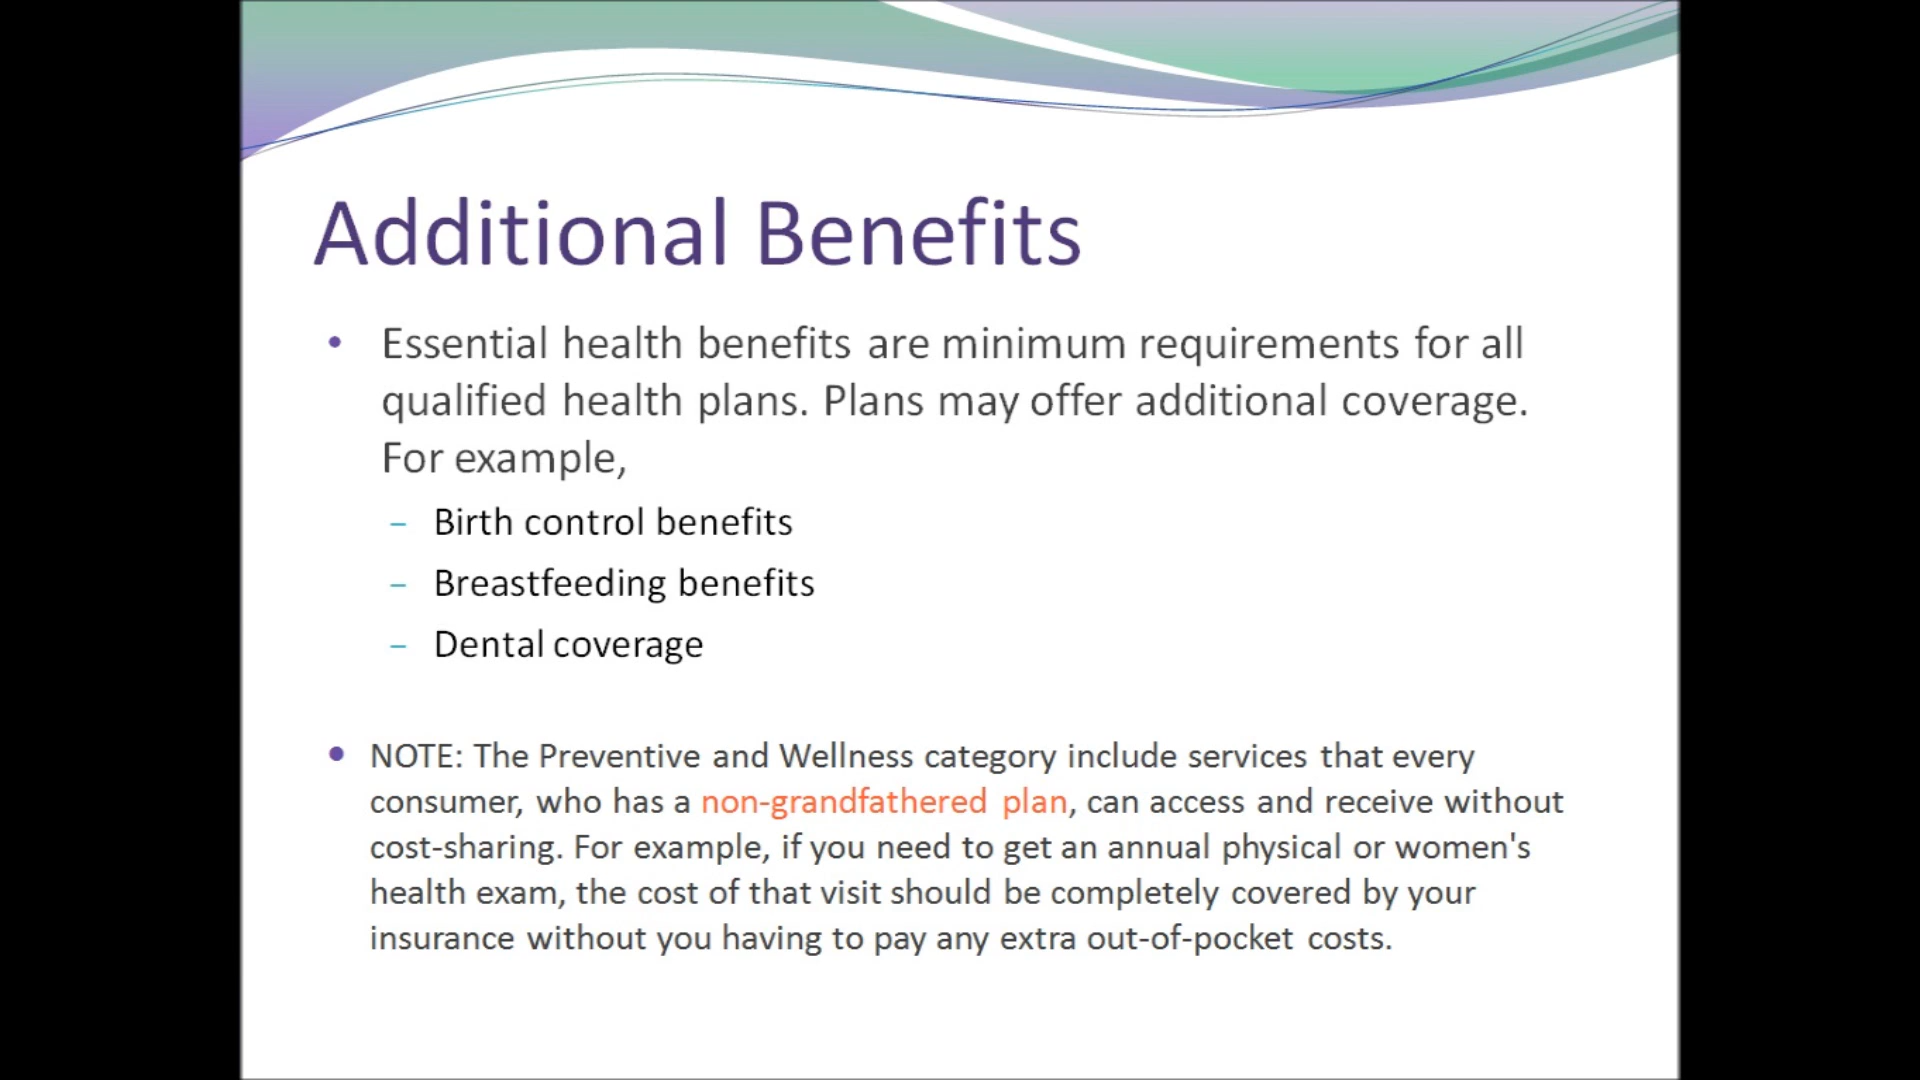 Additional Benefits
• Essential health benefits are minimum requirements for all
qualified health plans. Plans may offer additional coverage.
For example,
– Birth control benefits
– Breastfeeding benefits
– Dental coverage
• NOTE: The Preventive and Wellness category include services that every
consumer, who has a non-grandfathered plan, can access and receive without
cost-sharing. For example, if you need to get an annual physical or women's
health exam, the cost of that visit should be completely covered by your
insurance without you having to pay any extra out-of-pocket costs.